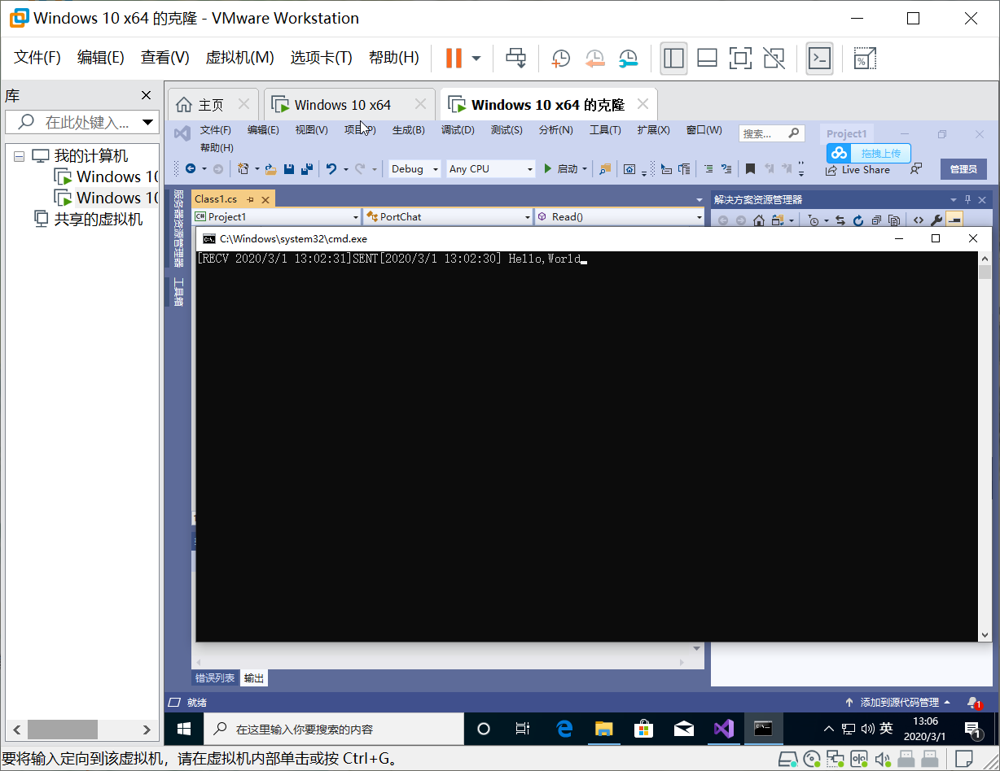 Windows 10 x64 的克隆 - VMware Workstation
文件(F) 编辑(E) 查看(V) 虚拟机(M) 选项卡(T) 帮助(H)
库
在此处键入...
我的计算机
Windows 10
Windows 10
共享的虚拟机
主页 Windows 10 x64 Windows 10 x64 的克隆
文件(F) 编辑(E) 视图(V) 项目(P) 生成(B) 调试(D) 测试(S) 分析(N) 工具(T) 扩展(X) 窗口(W) 搜索... Project1
帮助(H)
拖拽上传
Debug Any CPU 启动 Live Share 管理员
服务器资源管理器
工具箱
Class1.cs
解决方案资源管理器
C# Project1 PortChat Read()
C:\Windows\system32\cmd.exe
[RECV 2020/3/1 13:02:31]SENT[2020/3/1 13:02:30] Hello,World
错误列表 输出
就绪 添加到源代码管理 1
在这里输入你要搜索的内容
英
13:06
2020/3/1
1
要将输入定向到该虚拟机，请在虚拟机内部单击或按 Ctrl+G。